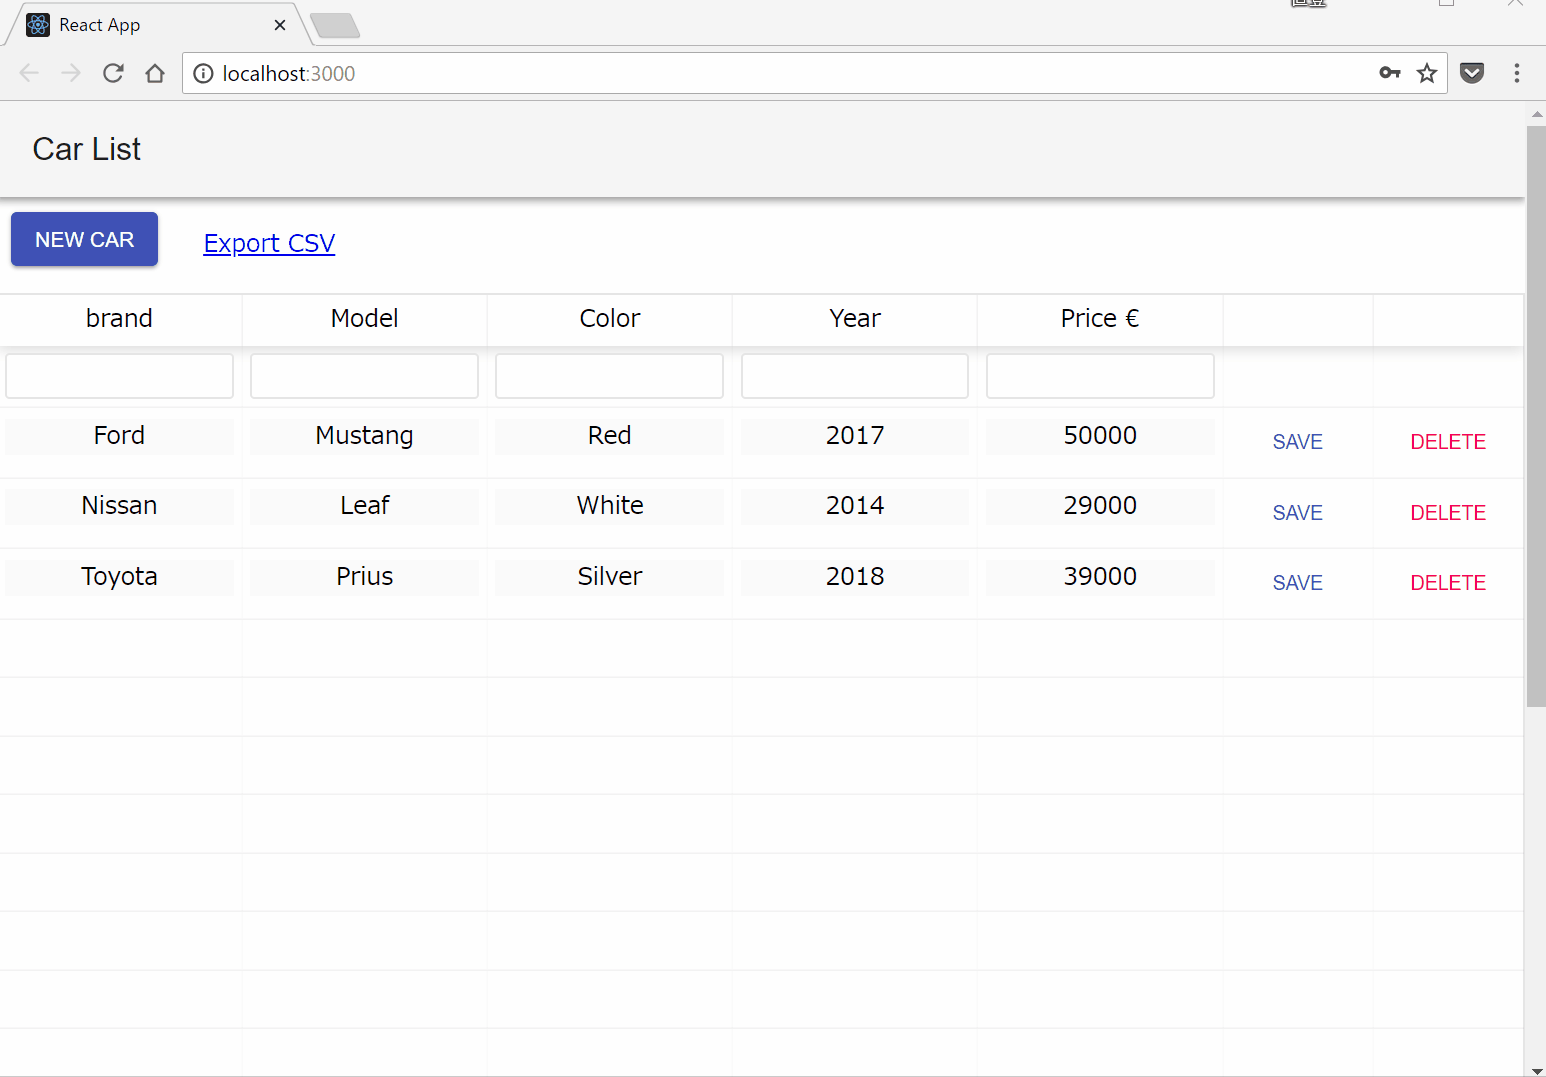 React App
localhost:3000
Car List
NEW CAR Export CSV
brand Model Color Year Price €
Ford Mustang Red 2017 50000 SAVE DELETE
Nissan Leaf White 2014 29000 SAVE DELETE
Toyota Prius Silver 2018 39000 SAVE DELETE